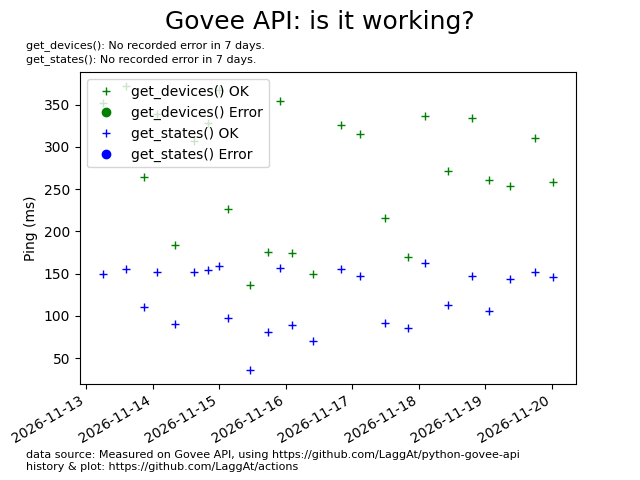 Govee API: is it working?
get_devices(): No recorded error in 7 days.
get_states(): No recorded error in 7 days.
get_devices() OK
get_devices() Error
get_states() OK
get_states() Error
Ping (ms)
350
300
250
200
150
100
50
2026-11-13
2026-11-14
2026-11-15
2026-11-16
2026-11-17
2026-11-18
2026-11-19
2026-11-20
data source: Measured on Govee API, using https://github.com/LaggAt/python-govee-api
history & plot: https://github.com/LaggAt/actions